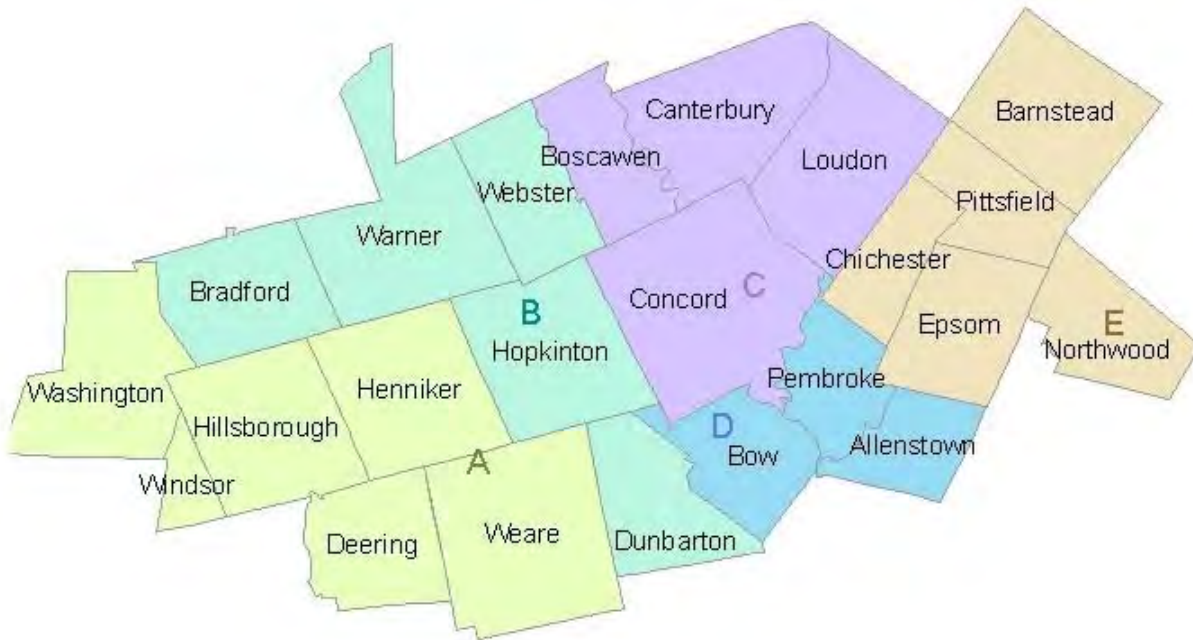 Barnstead
Canterbury
Boscawen
Loudon
Webster
Pittsfield
Warner
Chichester
Bradford
Concord
C
B
Hopkinton
Epsom
E
Northwood
Washington
Henniker
Pembroke
Hillsborough
D
Bow
Allenstown
A
Windsor
Weare
Deering
Dunbarton